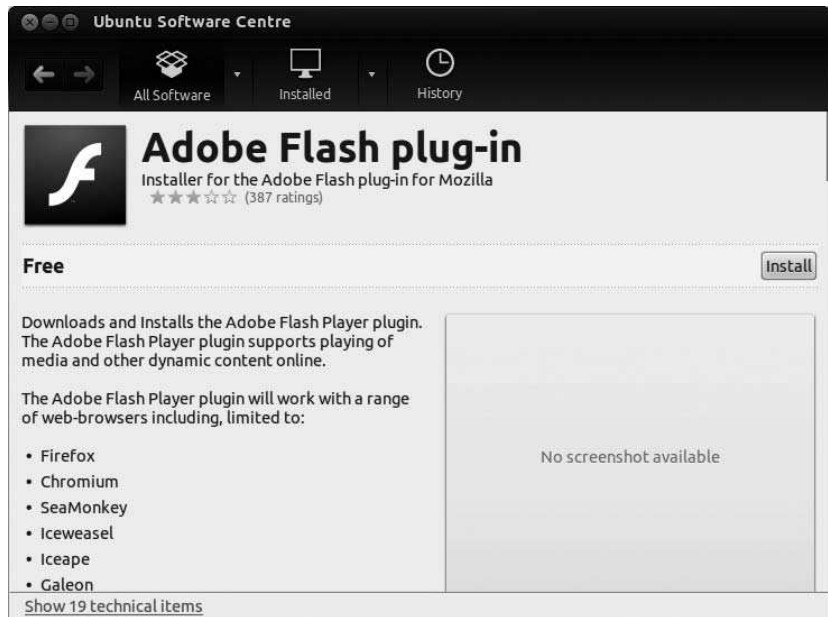 Ubuntu Software Centre
All Software
Installed
History
Adobe Flash plug-in
Installer for the Adobe Flash plug-in for Mozilla
(387 ratings)
Free
Install
Downloads and Installs the Adobe Flash Player plugin.
The Adobe Flash Player plugin supports playing of
media and other dynamic content online.
The Adobe Flash Player plugin will work with a range
of web-browsers including, limited to:
• Firefox
• Chromium
• SeaMonkey
• Iceweasel
• Iceape
• Galeon
No screenshot available
Show 19 technical items